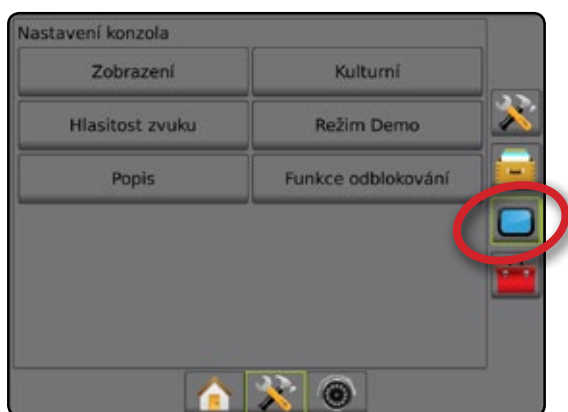 Nastavení konzola
Zobrazení
Kulturní
Hlasitost zvuku
Režim Demo
Popis
Funkce odblokování